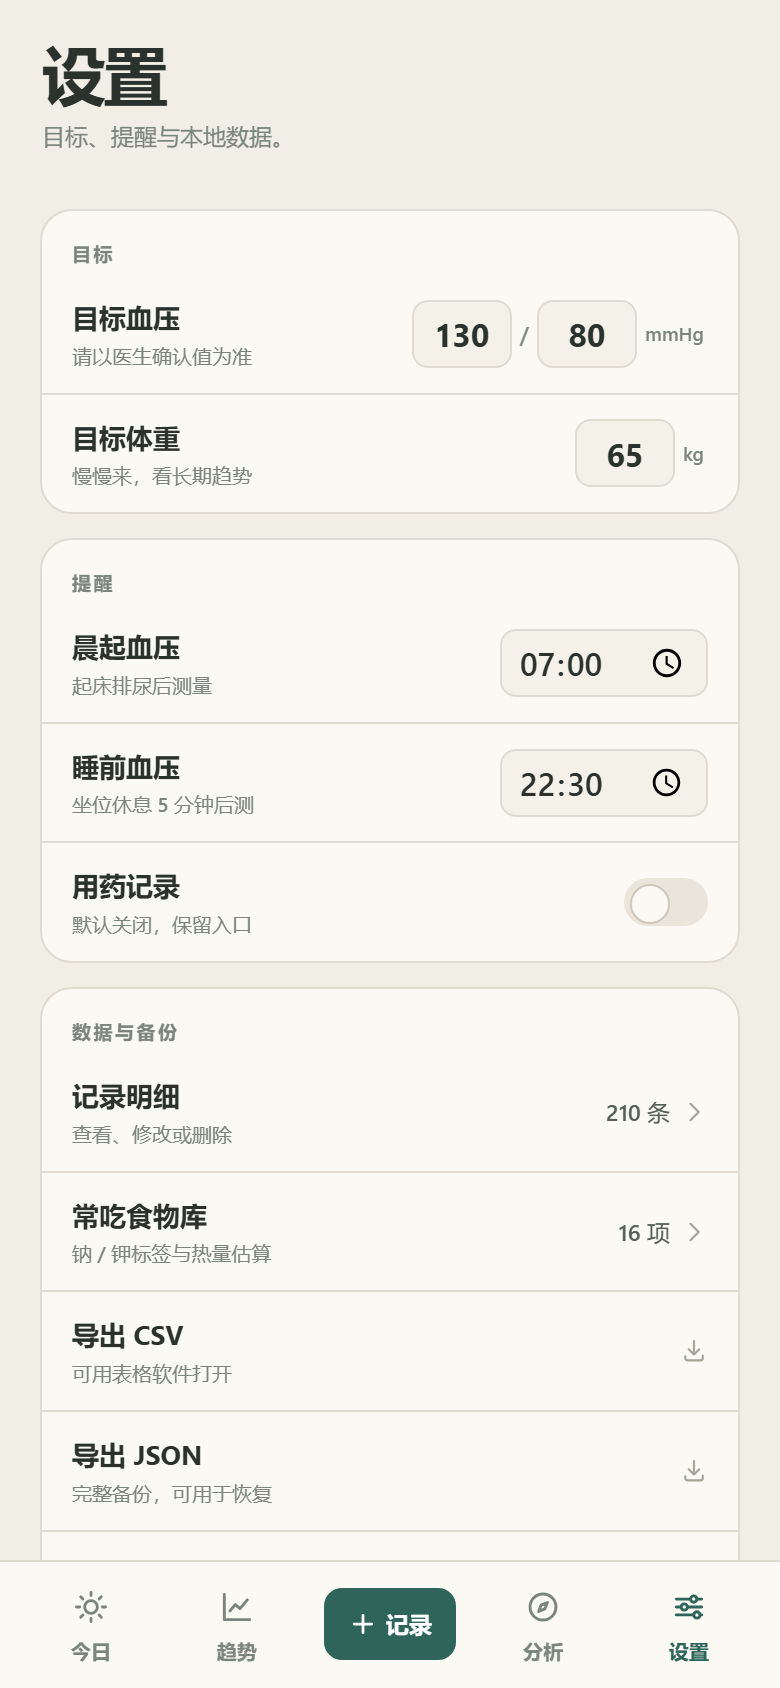 设置
目标、提醒与本地数据。
目标
目标血压
请以医生确认值为准
130 / 80 mmHg
目标体重
慢慢来，看长期趋势
65 kg
提醒
晨起血压
起床排尿后测量
07:00
睡前血压
坐位休息 5 分钟后测
22:30
用药记录
默认关闭，保留入口
数据与备份
记录明细
查看、修改或删除
210 条
常吃食物库
钠 / 钾标签与热量估算
16 项
导出 CSV
可用表格软件打开
导出 JSON
完整备份，可用于恢复
今日
趋势
+ 记录
分析
设置